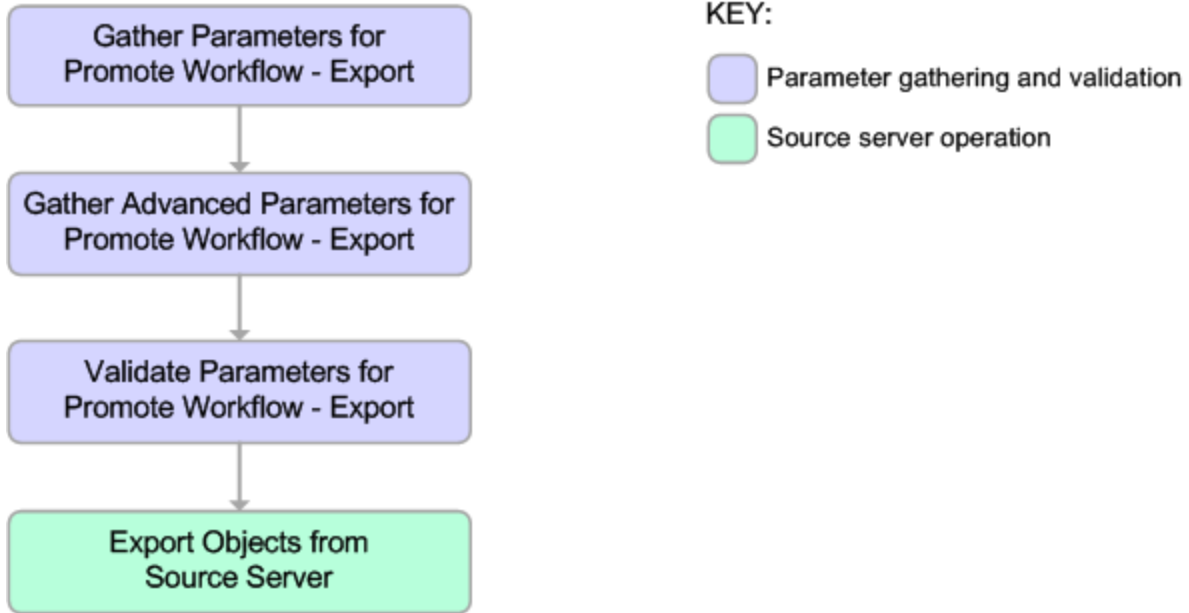 Gather Parameters for
Promote Workflow - Export
Gather Advanced Parameters for
Promote Workflow - Export
Validate Parameters for
Promote Workflow - Export
Export Objects from
Source Server
KEY:
Parameter gathering and validation
Source server operation